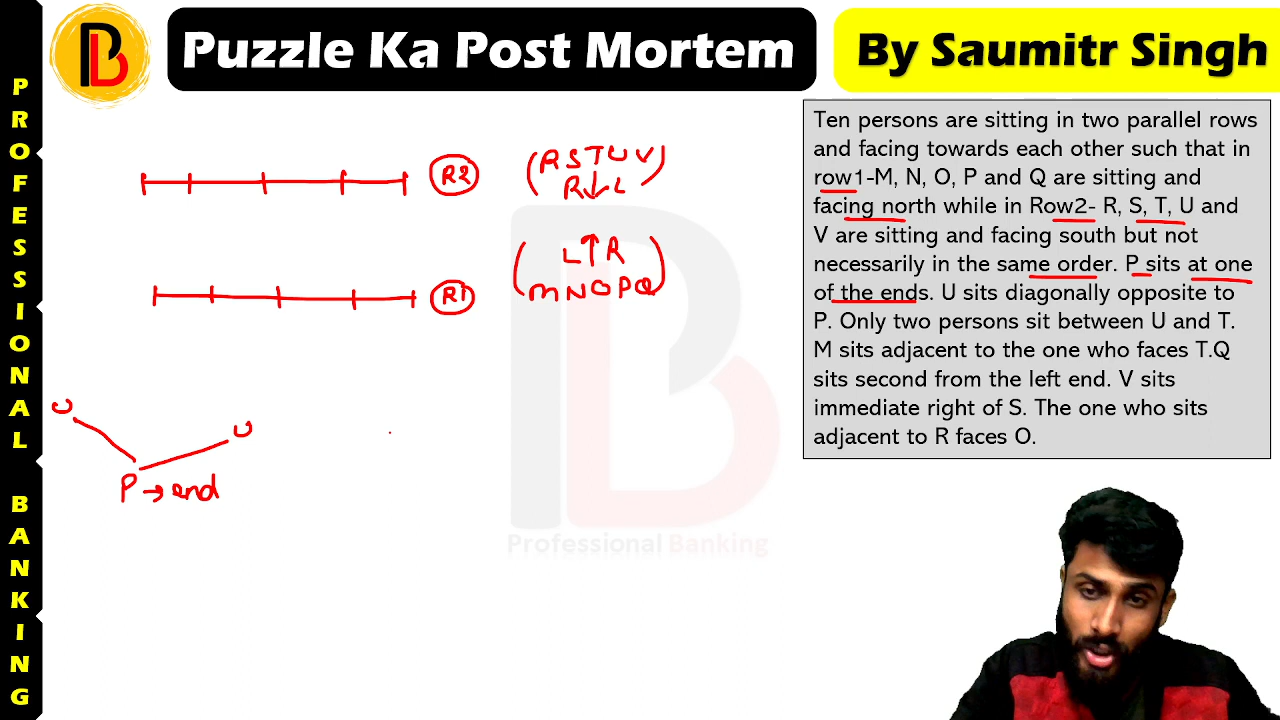 Puzzle Ka Post Mortem
By Saumitr Singh
PROFESSIONAL BANKING
Ten persons are sitting in two parallel rows
and facing towards each other such that in
row1-M, N, O, P and Q are sitting and
facing north while in Row2- R, S, T, U and
V are sitting and facing south but not
necessarily in the same order. P sits at one
of the ends. U sits diagonally opposite to
P. Only two persons sit between U and T.
M sits adjacent to the one who faces T.Q
sits second from the left end. V sits
immediate right of S. The one who sits
adjacent to R faces O.
R2
(RSTUV)
R↓L
L↑R
R1
(MNOPQ)
U
U
P→end
Professional Banking